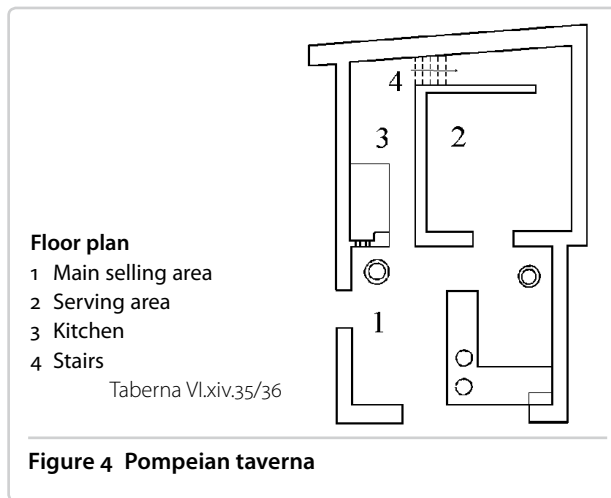 4
3
2
1
Floor plan
1 Main selling area
2 Serving area
3 Kitchen
4 Stairs
Taberna VI.xiv.35/36
Figure 4 Pompeian taverna